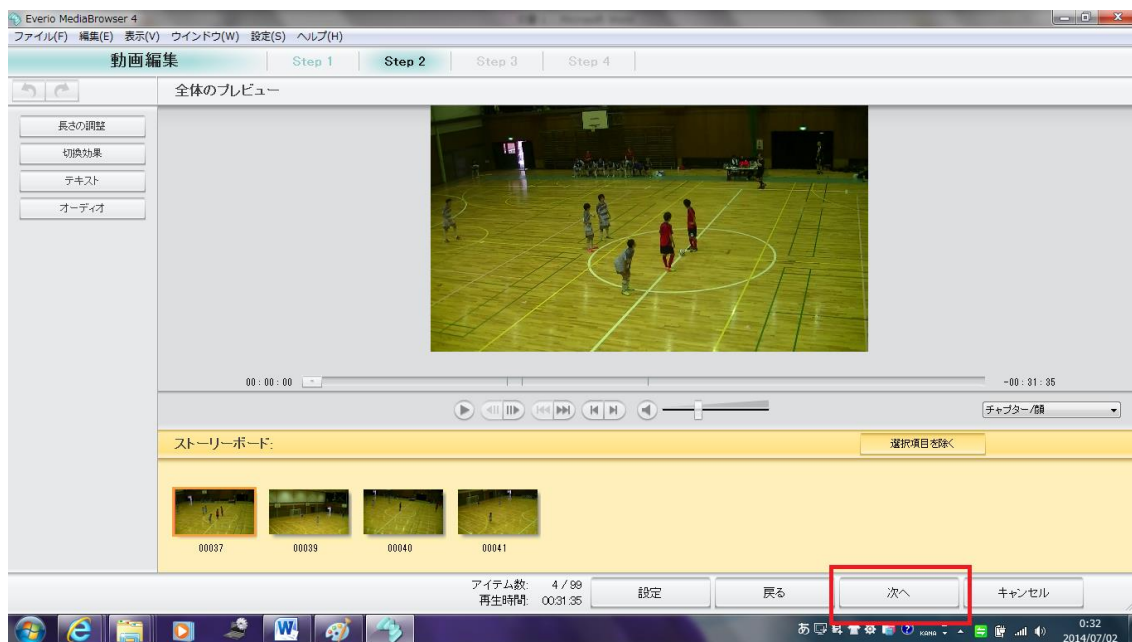 Everio MediaBrowser 4
ファイル(F) 編集(E) 表示(V) ウインドウ(W) 設定(S) ヘルプ(H)
動画編集 Step 1 Step 2 Step 3 Step 4
全体のプレビュー
長さの調整
切換効果
テキスト
オーディオ
00:00:00 -00:31:35
チャプター/顔
ストーリーボード: 選択項目を除く
00037 00039 00040 00041
アイテム数: 4/99
再生時間: 00:31:35
設定 戻る 次へ キャンセル
あ KANA 0:32
2014/07/02